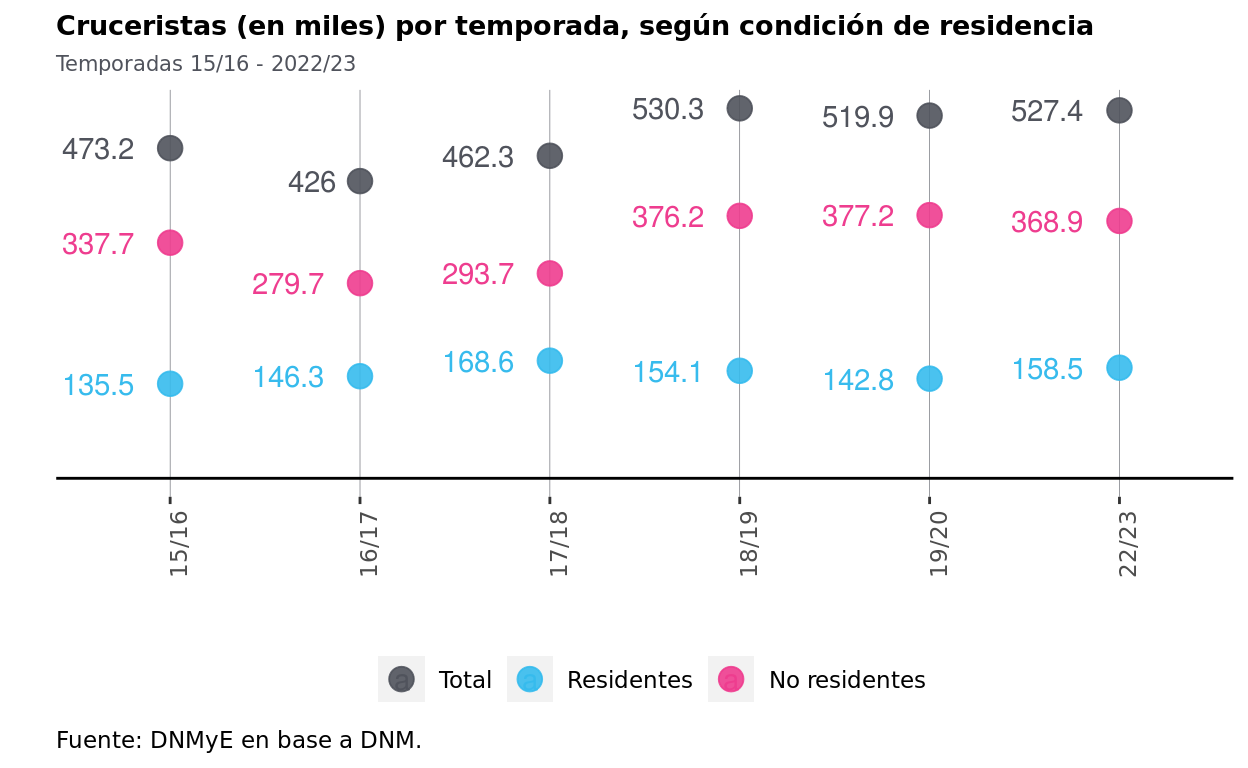 Cruceristas (en miles) por temporada, según condición de residencia
Temporadas 15/16 - 2022/23
473.2 426 462.3 530.3 519.9 527.4
337.7 279.7 293.7 376.2 377.2 368.9
135.5 146.3 168.6 154.1 142.8 158.5
15/16 16/17 17/18 18/19 19/20 22/23
a Total a Residentes a No residentes
Fuente: DNMyE en base a DNM.